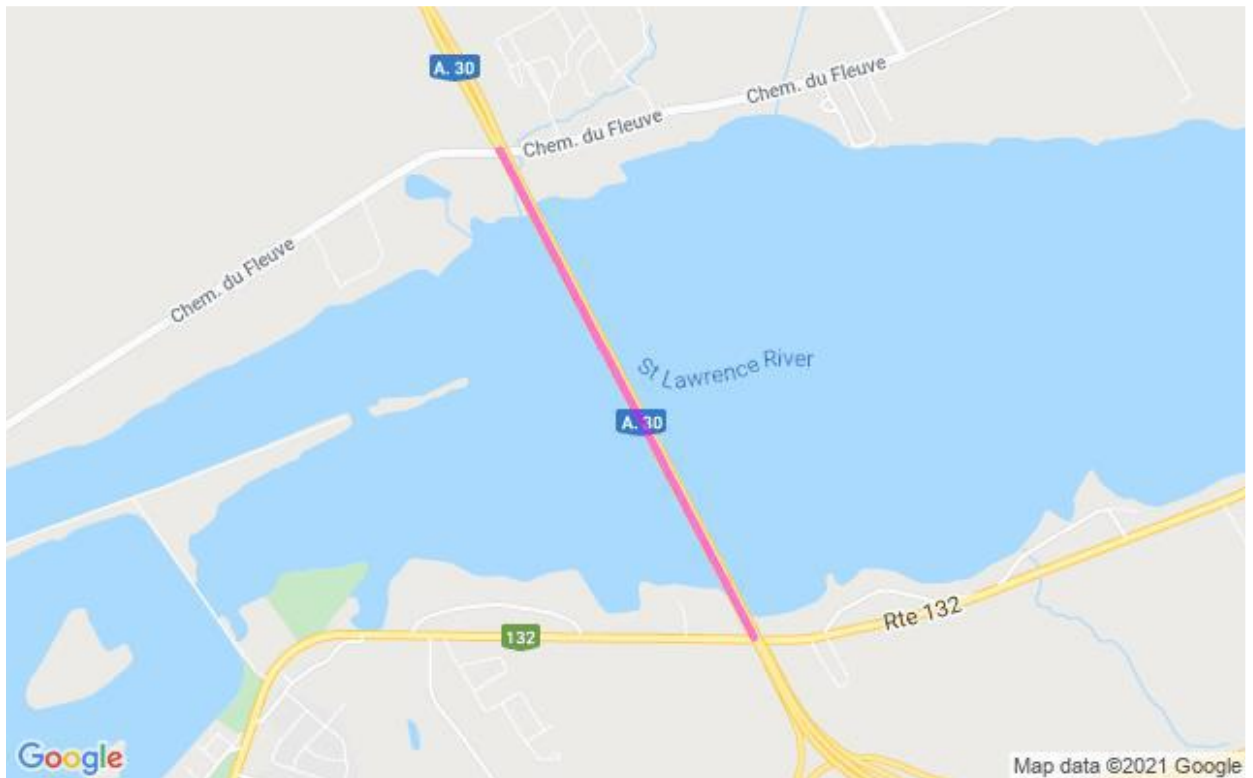 A. 30
Chem. du Fleuve
Chem. du Fleuve
Chem. du Fleuve
St Lawrence River
A. 30
Rte 132
132
Google
Map data ©2021 Google